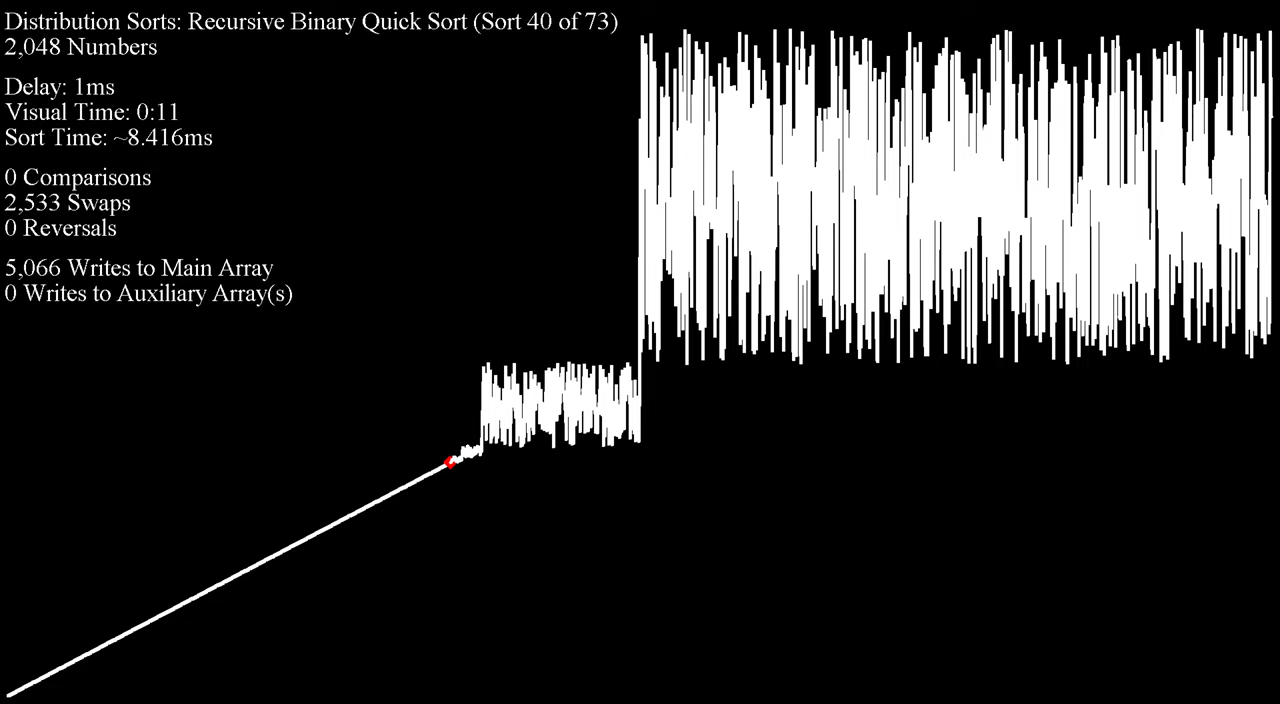 Distribution Sorts: Recursive Binary Quick Sort (Sort 40 of 73)
2,048 Numbers
Delay: 1ms
Visual Time: 0:11
Sort Time: ~8.416ms
0 Comparisons
2,533 Swaps
0 Reversals
5,066 Writes to Main Array
0 Writes to Auxiliary Array(s)